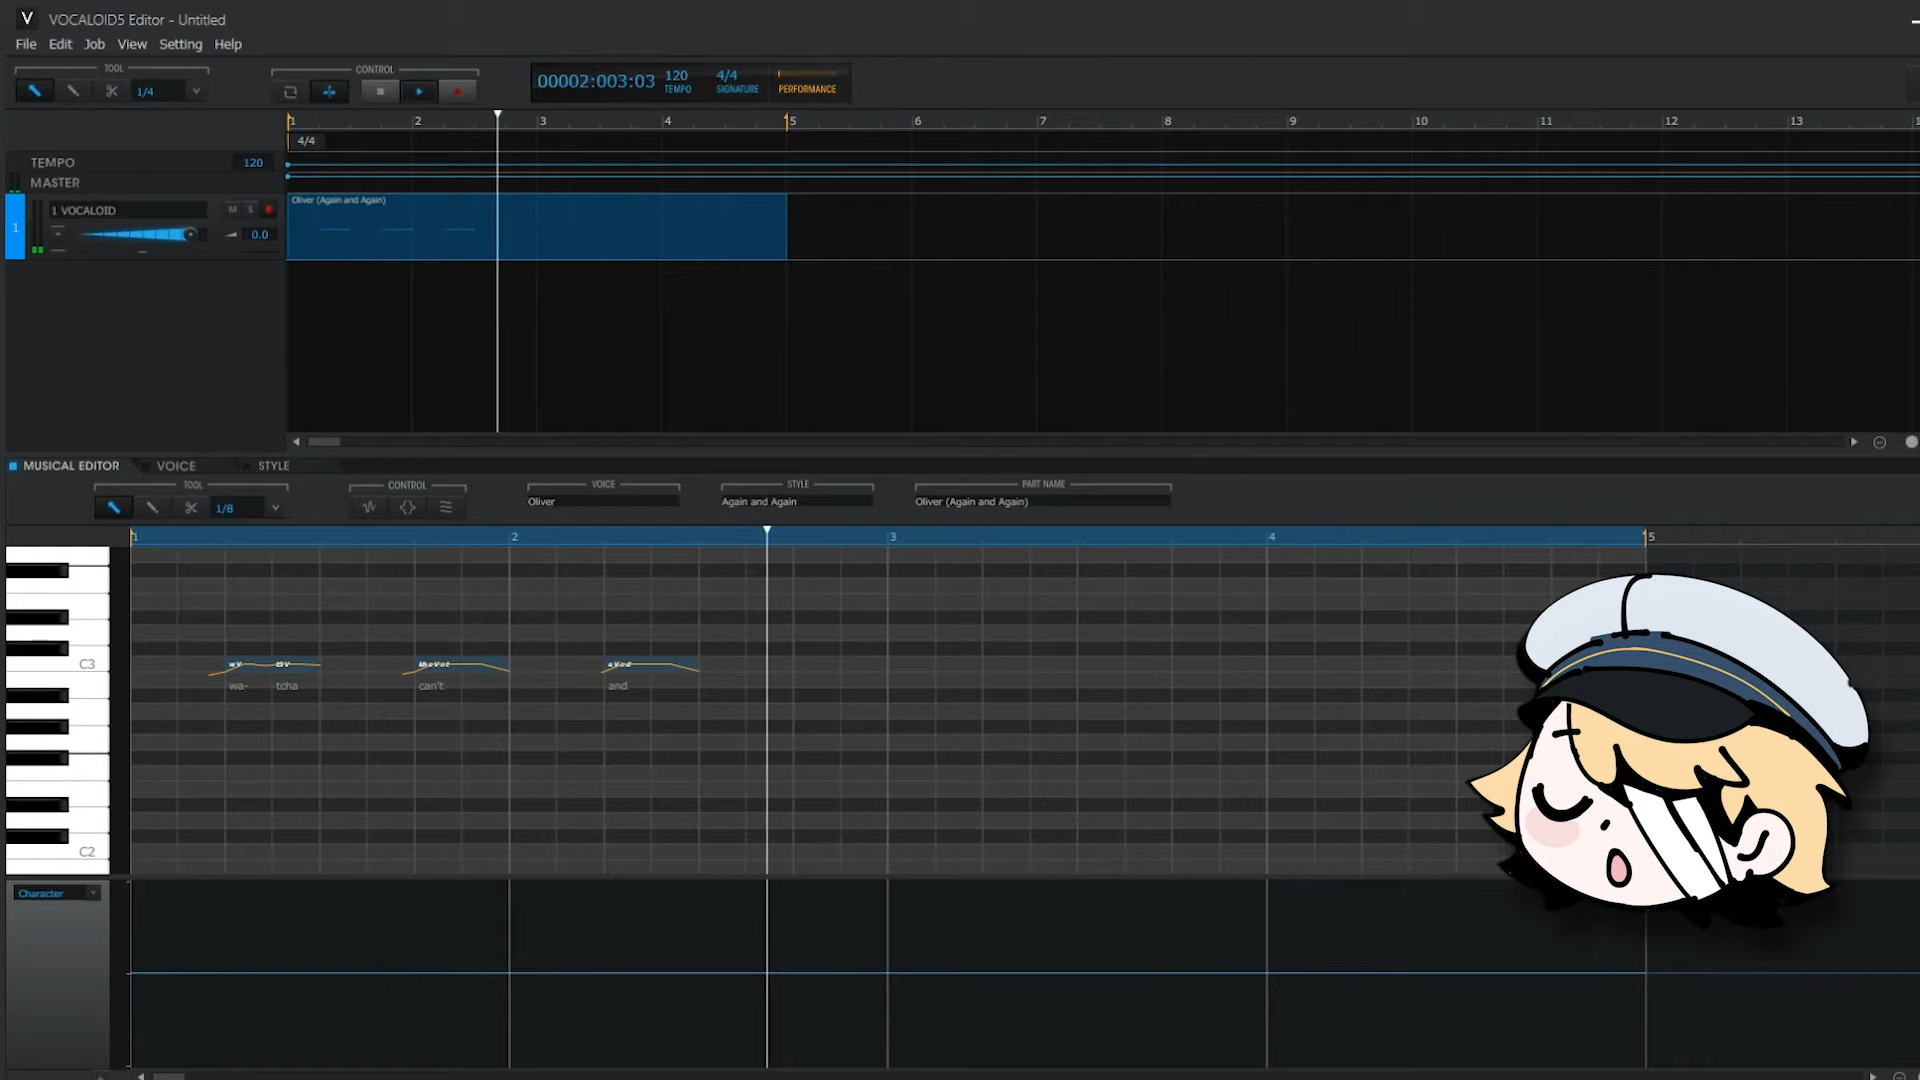 V VOCALOID5 Editor - Untitled
File Edit Job View Setting Help
TOOL
CONTROL
1/4
00002:003:03
120
TEMPO
4/4
SIGNATURE
PERFORMANCE
1 2 3 4 5 6 7 8 9 10 11 12 13
4/4
TEMPO 120
MASTER
1
1 VOCALOID M S
0.0
Oliver (Again and Again)
MUSICAL EDITOR VOICE STYLE
TOOL
CONTROL
VOICE
STYLE
PART NAME
1/8
Oliver
Again and Again
Oliver (Again and Again)
1 2 3 4 5
C3
wa- tcha can't and
C2
Character